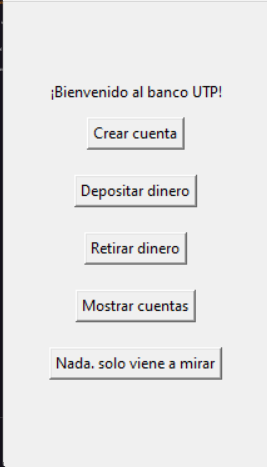 ¡Bienvenido al banco UTP!
Crear cuenta
Depositar dinero
Retirar dinero
Mostrar cuentas
Nada. solo viene a mirar